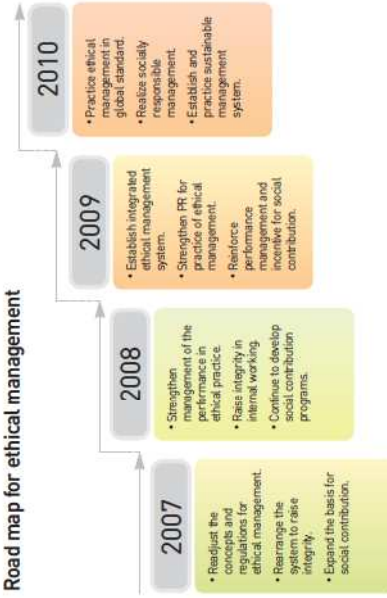 Road map for ethical management
2007
• Readjust the
concepts and
regulations for
ethical management.
• Rearrange the
system to raise
integrity.
• Expand the basis for
social contribution.
2008
• Strengthen
management of the
performance in
ethical practice.
• Raise integrity in
internal working.
• Continue to develop
social contribution
programs.
2009
• Establish integrated
ethical management
system.
• Strengthen PR for
practice of ethical
management.
• Reinforce
performance
management and
incentive for social
contribution.
2010
• Practice ethical
management in
global standard.
• Realize socially
responsible
management.
• Establish and
practice sustainable
management
system.